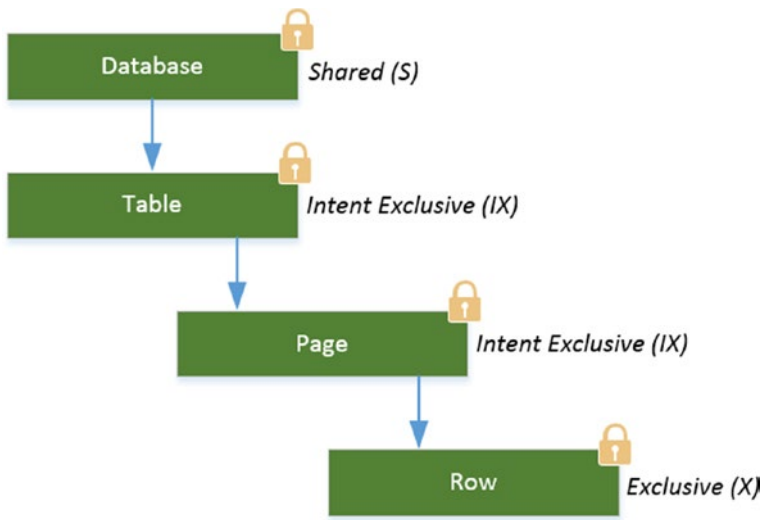 Database
Shared (S)
Table
Intent Exclusive (IX)
Page
Intent Exclusive (IX)
Row
Exclusive (X)